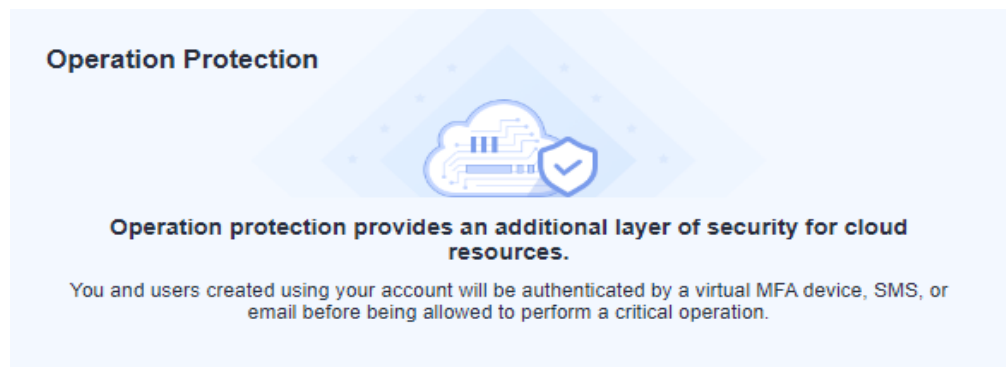 Operation Protection
Operation protection provides an additional layer of security for cloud
resources.
You and users created using your account will be authenticated by a virtual MFA device, SMS, or
email before being allowed to perform a critical operation.